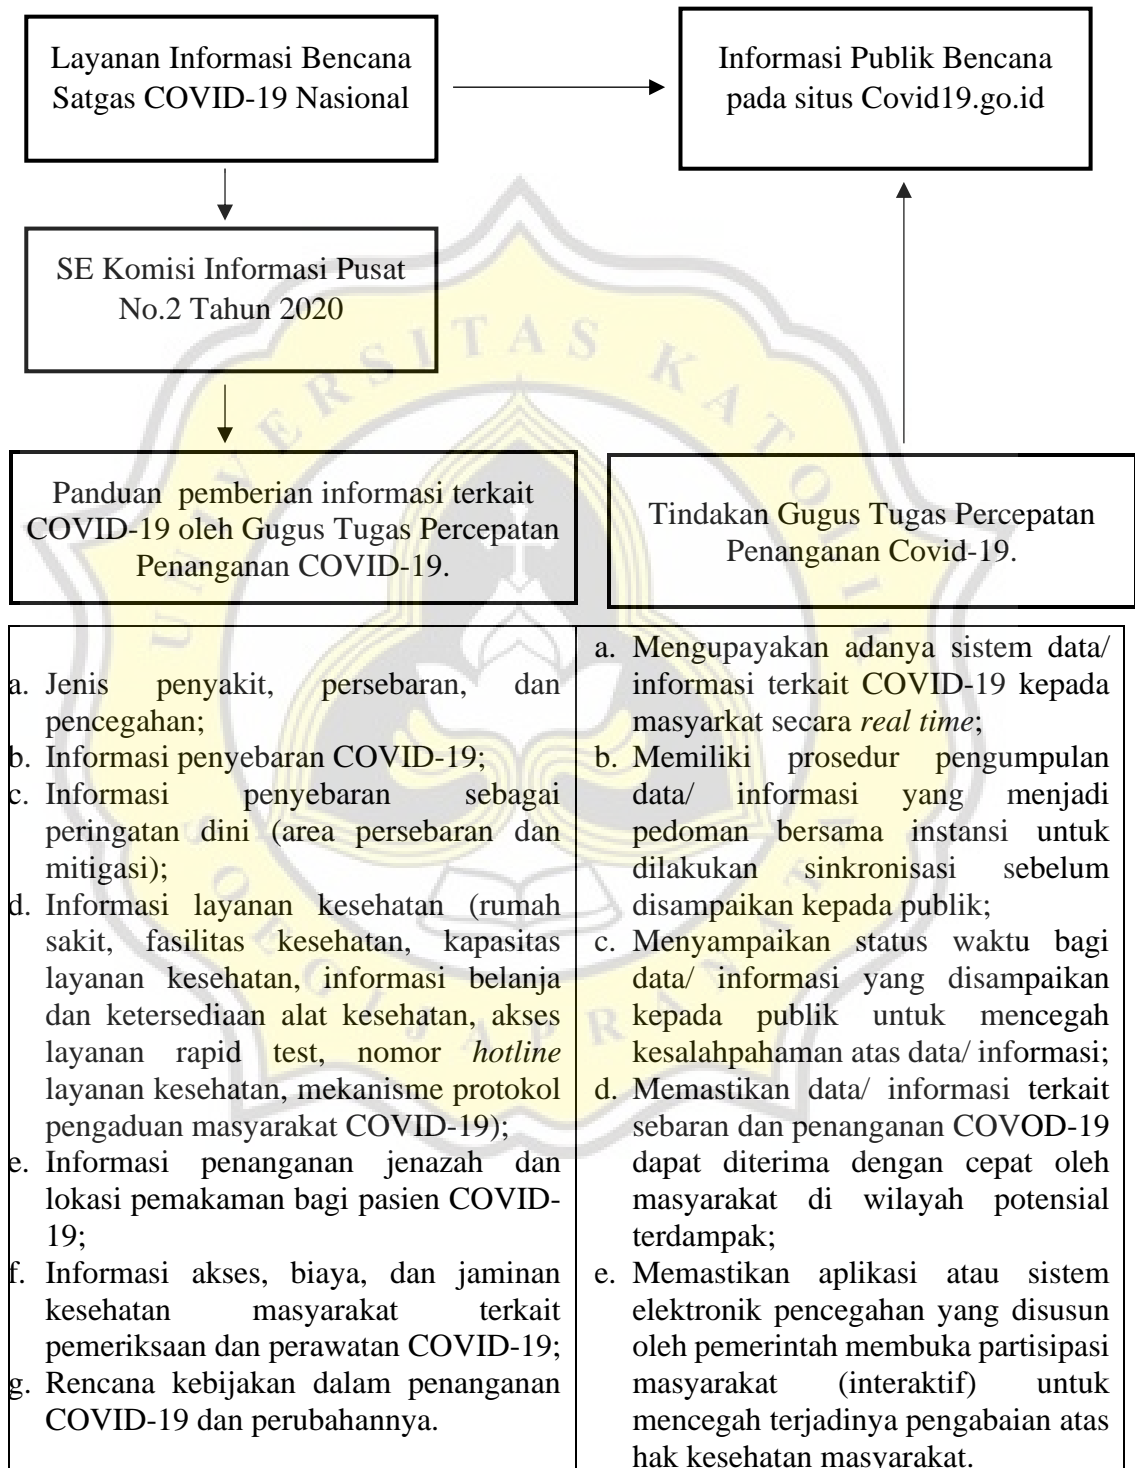 Layanan Informasi Bencana
Satgas COVID-19 Nasional
Informasi Publik Bencana
pada situs Covid19.go.id
SE Komisi Informasi Pusat
No.2 Tahun 2020
Panduan pemberian informasi terkait
COVID-19 oleh Gugus Tugas Percepatan
Penanganan COVID-19.
Tindakan Gugus Tugas Percepatan
Penanganan Covid-19.
a. Jenis penyakit, persebaran, dan
pencegahan;
b. Informasi penyebaran COVID-19;
c. Informasi penyebaran sebagai
peringatan dini (area persebaran dan
mitigasi);
d. Informasi layanan kesehatan (rumah
sakit, fasilitas kesehatan, kapasitas
layanan kesehatan, informasi belanja
dan ketersediaan alat kesehatan, akses
layanan rapid test, nomor hotline
layanan kesehatan, mekanisme protokol
pengaduan masyarakat COVID-19);
e. Informasi penanganan jenazah dan
lokasi pemakaman bagi pasien COVID-
19;
f. Informasi akses, biaya, dan jaminan
kesehatan masyarakat terkait
pemeriksaan dan perawatan COVID-19;
g. Rencana kebijakan dalam penanganan
COVID-19 dan perubahannya.
a. Mengupayakan adanya sistem data/
informasi terkait COVID-19 kepada
masyarkat secara real time;
b. Memiliki prosedur pengumpulan
data/ informasi yang menjadi
pedoman bersama instansi untuk
dilakukan sinkronisasi sebelum
disampaikan kepada publik;
c. Menyampaikan status waktu bagi
data/ informasi yang disampaikan
kepada publik untuk mencegah
kesalahpahaman atas data/ informasi;
d. Memastikan data/ informasi terkait
sebaran dan penanganan COVOD-19
dapat diterima dengan cepat oleh
masyarakat di wilayah potensial
terdampak;
e. Memastikan aplikasi atau sistem
elektronik pencegahan yang disusun
oleh pemerintah membuka partisipasi
masyarakat (interaktif) untuk
mencegah terjadinya pengabaian atas
hak kesehatan masyarakat.
UNIVERSITAS KATOLIK
SOEGIJAPRANATA